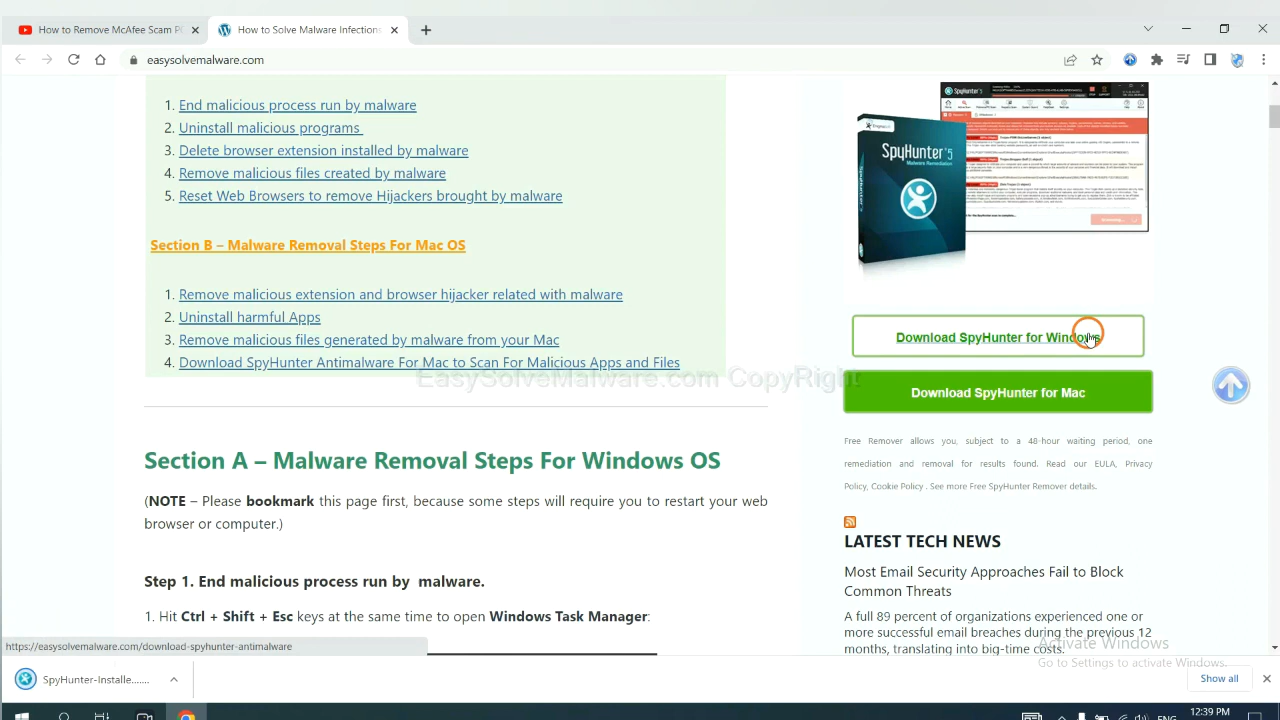 How to Remove McAfee Scam P
How to Solve Malware Infections
easysolvemalware.com
1. End malicious process run by malware
2. Uninstall malicious programs
3. Delete browser installed by malware
4. Remove malicious files created by malware
5. Reset Web Browser brought by malware
Section B – Malware Removal Steps For Mac OS
1. Remove malicious extension and browser hijacker related with malware
2. Uninstall harmful Apps
3. Remove malicious files generated by malware from your Mac
4. Download SpyHunter Antimalware For Mac to Scan For Malicious Apps and Files
EasySolveMalware.com CopyRight
Section A – Malware Removal Steps For Windows OS
(NOTE – Please bookmark this page first, because some steps will require you to restart your web
browser or computer.)
Step 1. End malicious process run by malware.
1. Hit Ctrl + Shift + Esc keys at the same time to open Windows Task Manager:
SpyHunter 5
SpyHunter 5
Malware Remediation
Download SpyHunter for Windows
Download SpyHunter for Mac
Free Remover allows you, subject to a 48-hour waiting period, one
remediation and removal for results found. Read our EULA, Privacy
Policy, Cookie Policy . See more Free SpyHunter Remover details.
LATEST TECH NEWS
Most Email Security Approaches Fail to Block
Common Threats
A full 89 percent of organizations experienced one or
more successful email breaches during the previous 12
months, translating into big-time costs.
Activate Windows
Go to Settings to activate Windows.
https://easysolvemalware.com/download-spyhunter-antimalware
SpyHunter-Installe.......
Show all
ENG
12:39 PM